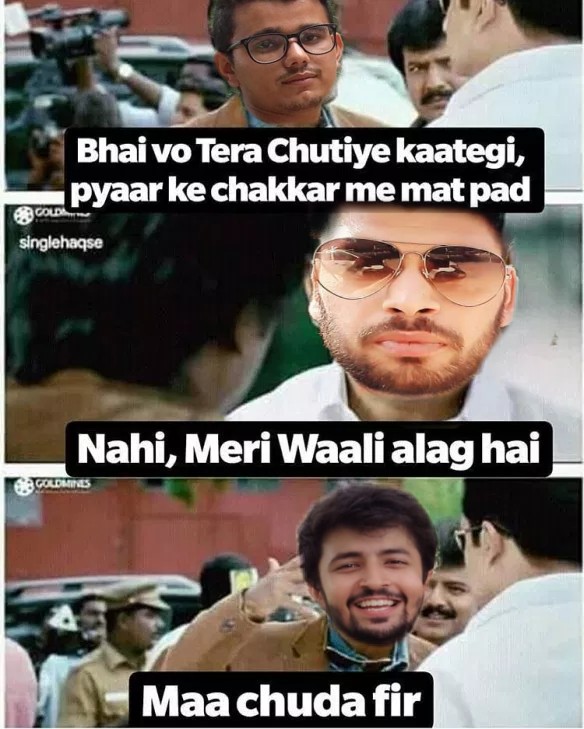 Bhai vo Tera Chutiye kaategi,
pyaar ke chakkar me mat pad
GOLDMINES
singlehaqse
Nahi, Meri Waali alag hai
GOLDMINES
Maa chuda fir